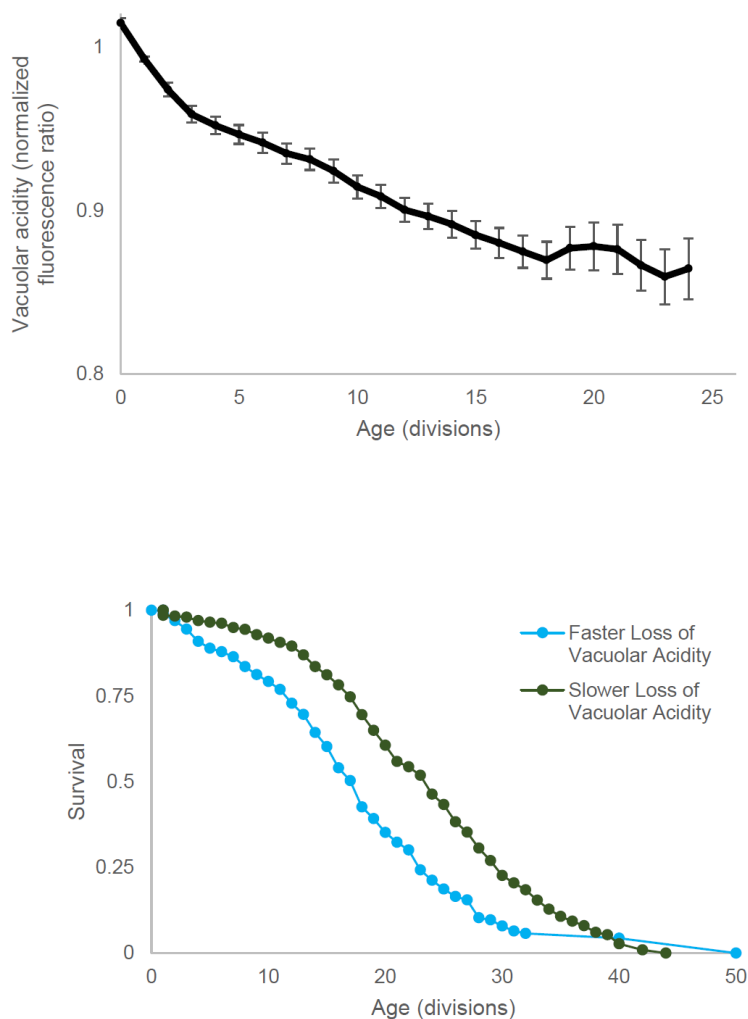 Vacuolar acidity (normalized
fluorescence ratio)
1
0.9
0.8
0
5
10
15
20
25
Age (divisions)
Survival
1
0.75
0.5
0.25
0
Faster Loss of
Vacuolar Acidity
Slower Loss of
Vacuolar Acidity
0
10
20
30
40
50
Age (divisions)